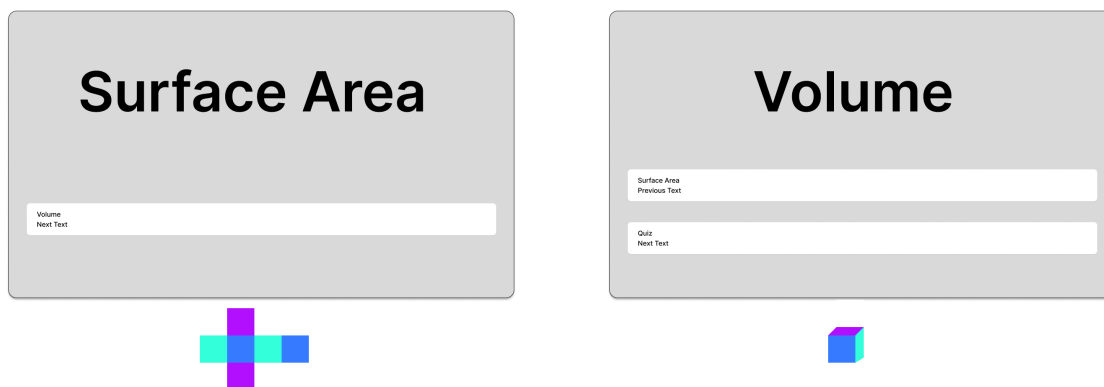 Surface Area
Volume
Next Text
Volume
Surface Area
Previous Text
Quiz
Next Text